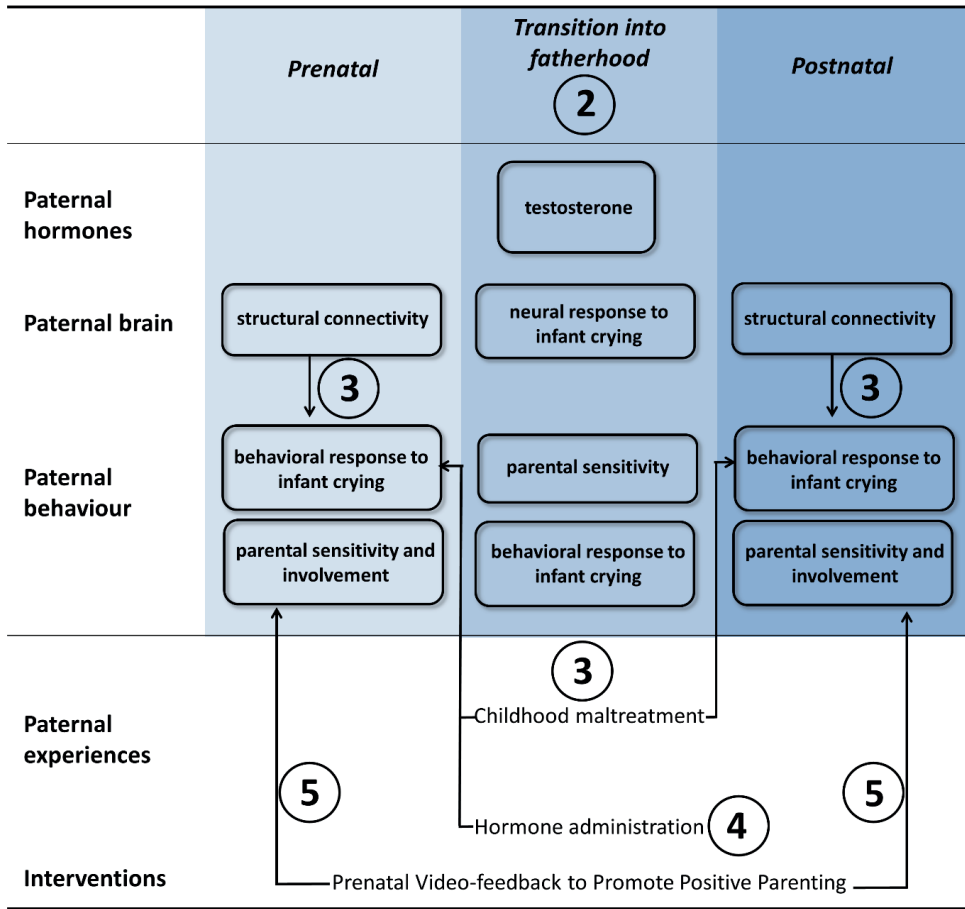 Prenatal
Transition into
fatherhood
2
Postnatal
Paternal
hormones
testosterone
Paternal brain
structural connectivity
neural response to
infant crying
structural connectivity
3
3
Paternal
behaviour
behavioral response to
infant crying
parental sensitivity
behavioral response to
infant crying
parental sensitivity and
involvement
behavioral response to
infant crying
parental sensitivity and
involvement
3
Childhood maltreatment
Paternal
experiences
5
5
Hormone administration
4
Interventions
Prenatal Video-feedback to Promote Positive Parenting